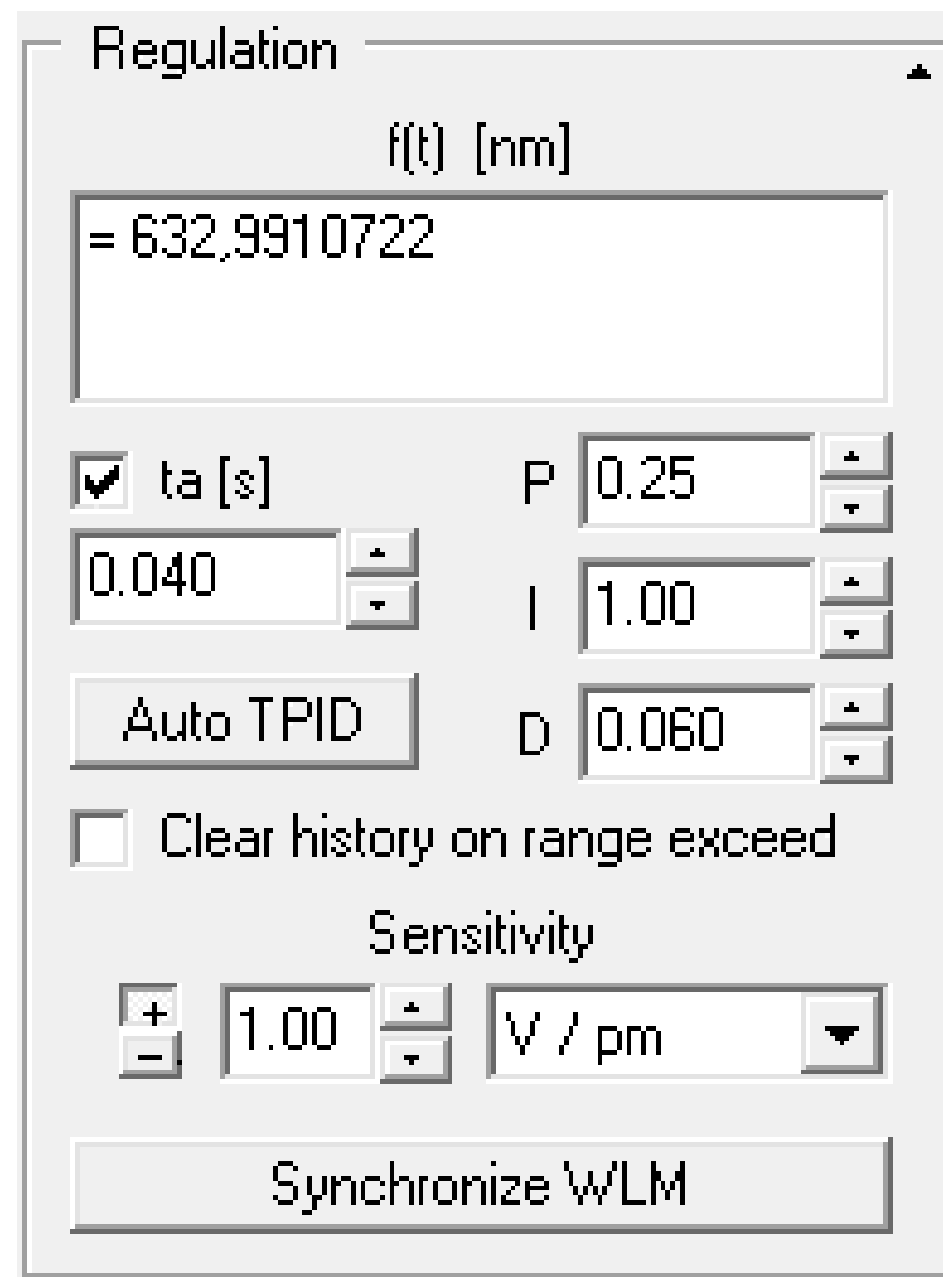 Regulation
f(t) [nm]
= 632,9910722
ta [s]
P 0.25
0.040
I 1.00
Auto TPID
D 0.060
Clear history on range exceed
Sensitivity
+
-
1.00
V / pm
Synchronize WLM